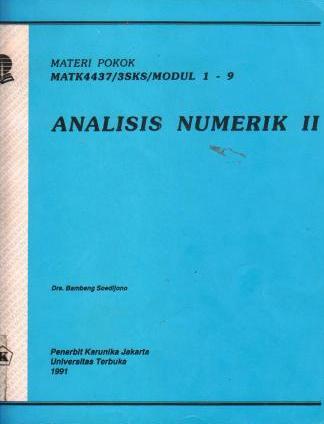 MATERI POKOK
MATK4437/3SKS/MODUL 1 - 9
ANALISIS NUMERIK II
Drs. Bambang Soedijono
Penerbit Karunika Jakarta
Universitas Terbuka
1991
K